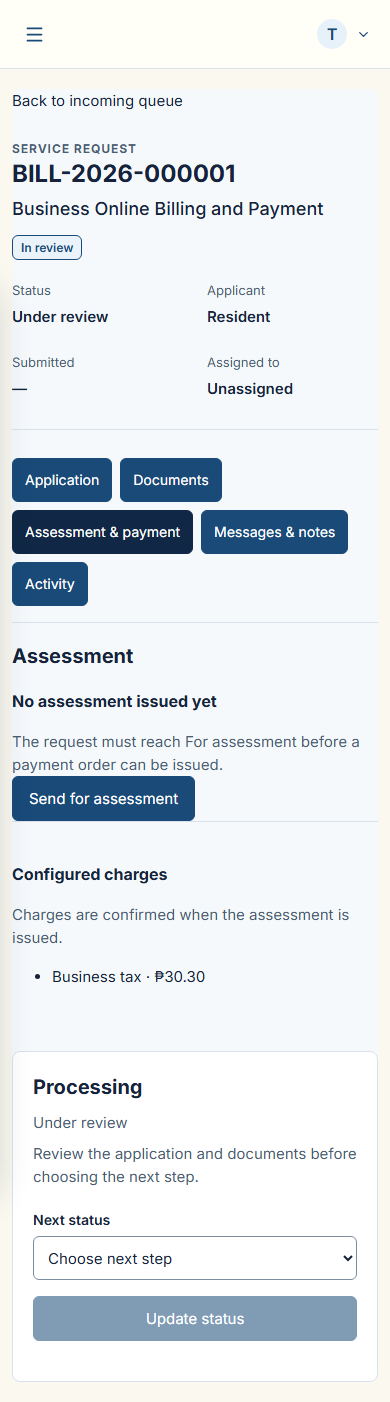 T
Back to incoming queue
SERVICE REQUEST
BILL-2026-000001
Business Online Billing and Payment
In review
Status
Applicant
Under review
Resident
Submitted
Assigned to
—
Unassigned
Application
Documents
Assessment & payment
Messages & notes
Activity
Assessment
No assessment issued yet
The request must reach For assessment before a
payment order can be issued.
Send for assessment
Configured charges
Charges are confirmed when the assessment is
issued.
• Business tax · ₱30.30
Processing
Under review
Review the application and documents before
choosing the next step.
Next status
Choose next step
Update status